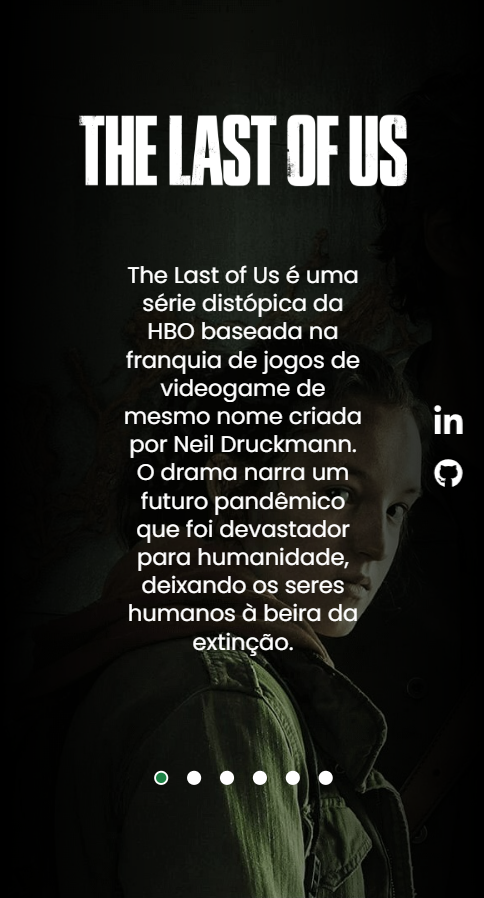 THE LAST OF US
The Last of Us é uma
série distópica da
HBO baseada na
franquia de jogos de
videogame de
mesmo nome criada
por Neil Druckmann.
O drama narra um
futuro pandêmico
que foi devastador
para humanidade,
deixando os seres
humanos à beira da
extinção.
in